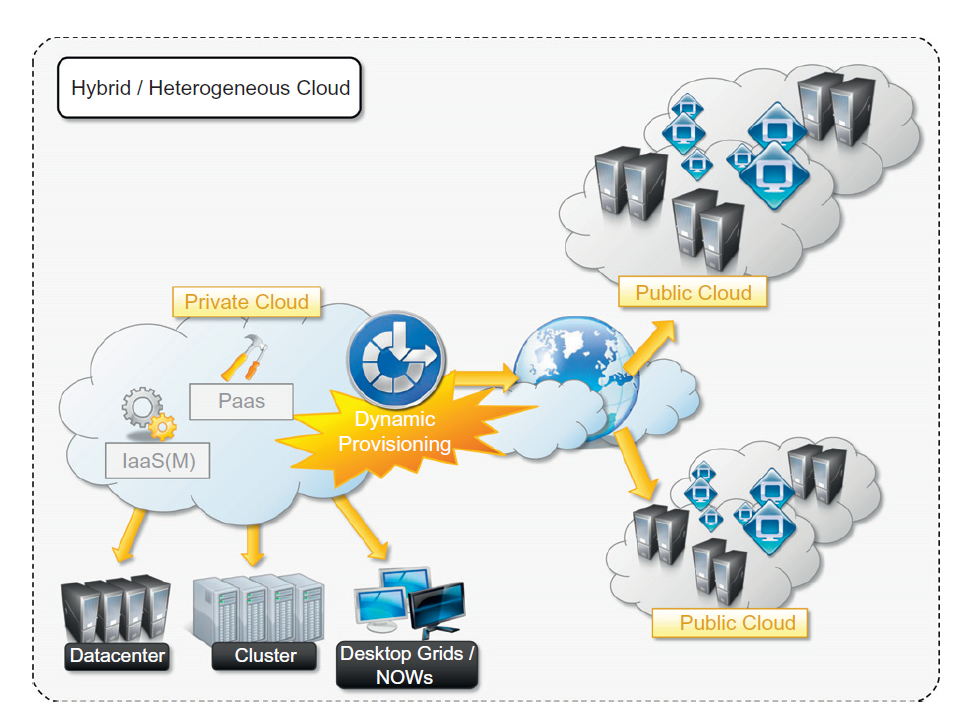 Hybrid / Heterogeneous Cloud
Public Cloud
Private Cloud
Paas
Dynamic
Provisioning
IaaS(M)
Public Cloud
Datacenter
Cluster
Desktop Grids /
NOWs